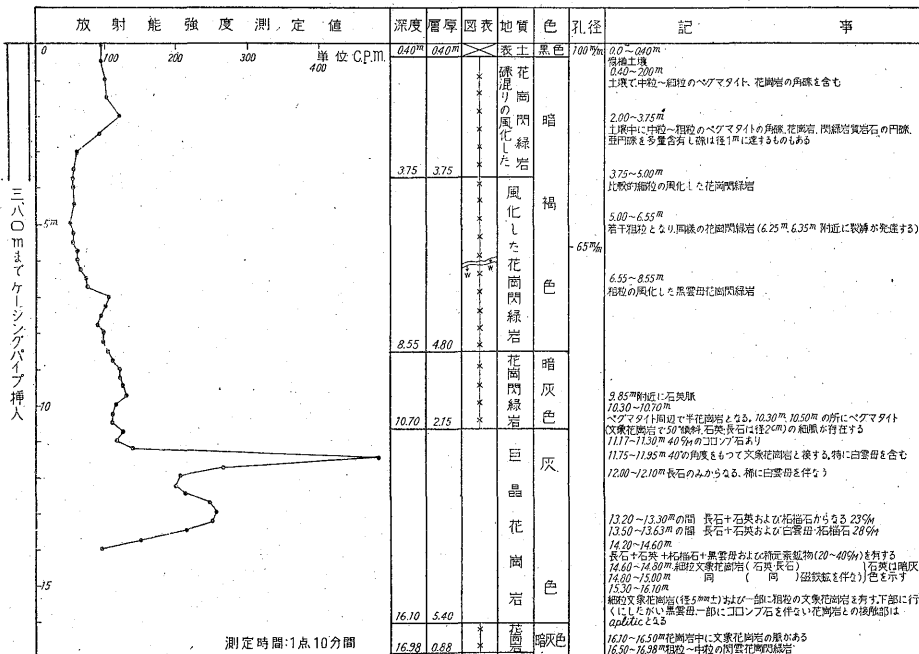 放射能強度測定値
深度 層厚 図表 地質 色 孔径 記事
0 100 200 300 400
単位 C.P.M.
5m
10
15
三八〇mまでケーシングパイプ挿入
測定時間:1点10分間
0.40m 0.40m 表土 黒色 100m/m
3.75 3.75 礫混りの風化した花崗閃緑岩
8.55 4.80 風化した花崗閃緑岩
暗褐色
65m/m
W W
10.70 2.15 花崗閃緑岩 暗灰色
16.10 5.40 巨晶花崗岩 灰色
16.98 0.88 花崗岩 暗灰色
0.0~0.40m
土壌
0.40~2.00m
土壌で中粒~細粒のペグマタイト、花崗岩の角礫を含む
2.00~3.75m
土壌中に中粒~粗粒のペグマタイトの角礫、花崗岩、閃緑岩質岩石の円礫、
亜円礫を多量含有し礫は径1mに達するものもある
3.75~5.00m
比較的細粒の風化した花崗閃緑岩
5.00~6.55m
若干粗粒となり、同様の花崗閃緑岩(6.25m, 6.35m 附近に裂罅が発達する)
6.55~8.55m
粗粒の風化した黒雲母花崗閃緑岩
9.85m附近に石英脈
10.30~10.70m
ペグマタイト周辺で半花崗岩となる。10.30m, 10.50mの所にペグマタイト
(文象花崗岩で50°傾斜、石英、長石は径2cm)の細脈が存在する
11.17~11.30m 40%のコロンブ石あり
11.75~11.95m 40°の角度をもつて文象花崗岩と接する。特に白雲母を含む
12.00~12.10m 長石のみからなる、稀に白雲母を伴なう
13.20~13.30mの間 長石+石英および柘榴石からなる 23
13.50~13.63mの間 長石+石英および白雲母・柘榴石 28
14.20~14.60m
長石+石英+柘榴石+黒雲母および稀元素鉱物(20~40)を有する
14.60~14.80m. 細粒文象花崗岩(石英・長石) }石英は暗灰
14.80~15.00m 同 (同)磁鉄鉱を伴なう}色を示す
15.30~16.10m
細粒文象花崗岩(径5mm±)および一部に粗粒の文象花崗岩を有す。下部に行
くにしたがい黒雲母、一部にコロンブ石を伴ない花崗岩との接触部は
apliticとなる
16.10~16.50m花崗岩中に文象花崗岩の脈がある
16.50~16.98m粗粒~中粒の閃雲花崗閃緑岩